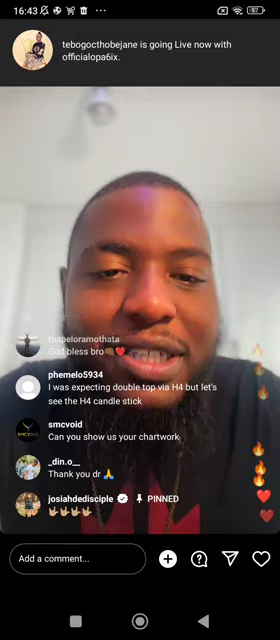 16:43
57
tebogocthobejane is going Live now with
officialopa6ix.
thapeloramothata
God bless bro👊🏾❤️
phemelo5934
I was expecting double top via H4 but let's
see the H4 candle stick
smcvoid
SMCVOID
Can you show us your chartwork
_din.o__
Thank you dr 🙏
josiahdedisciple PINNED
🤟🏽🤟🏽🤟🏽🤟🏽
Add a comment...